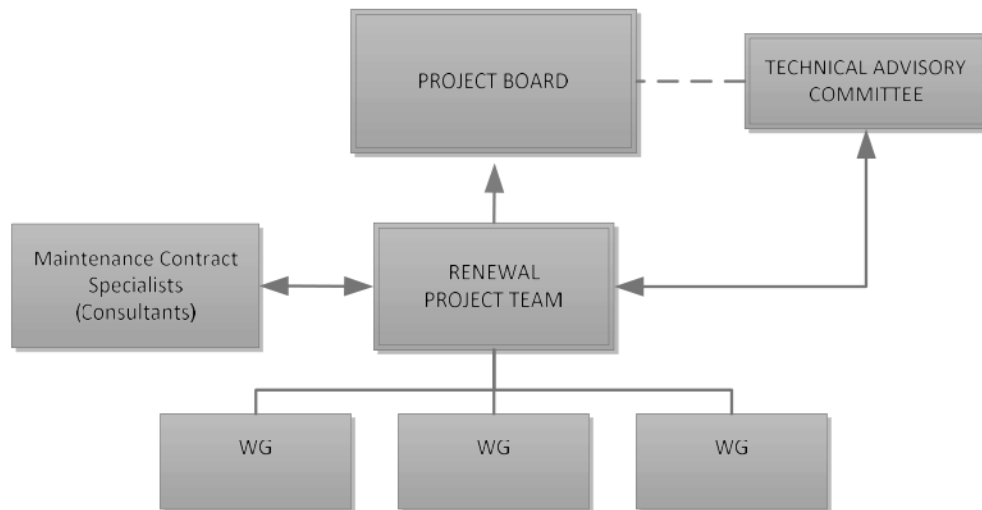 PROJECT BOARD
TECHNICAL ADVISORY
COMMITTEE
Maintenance Contract
Specialists
(Consultants)
RENEWAL
PROJECT TEAM
WG
WG
WG